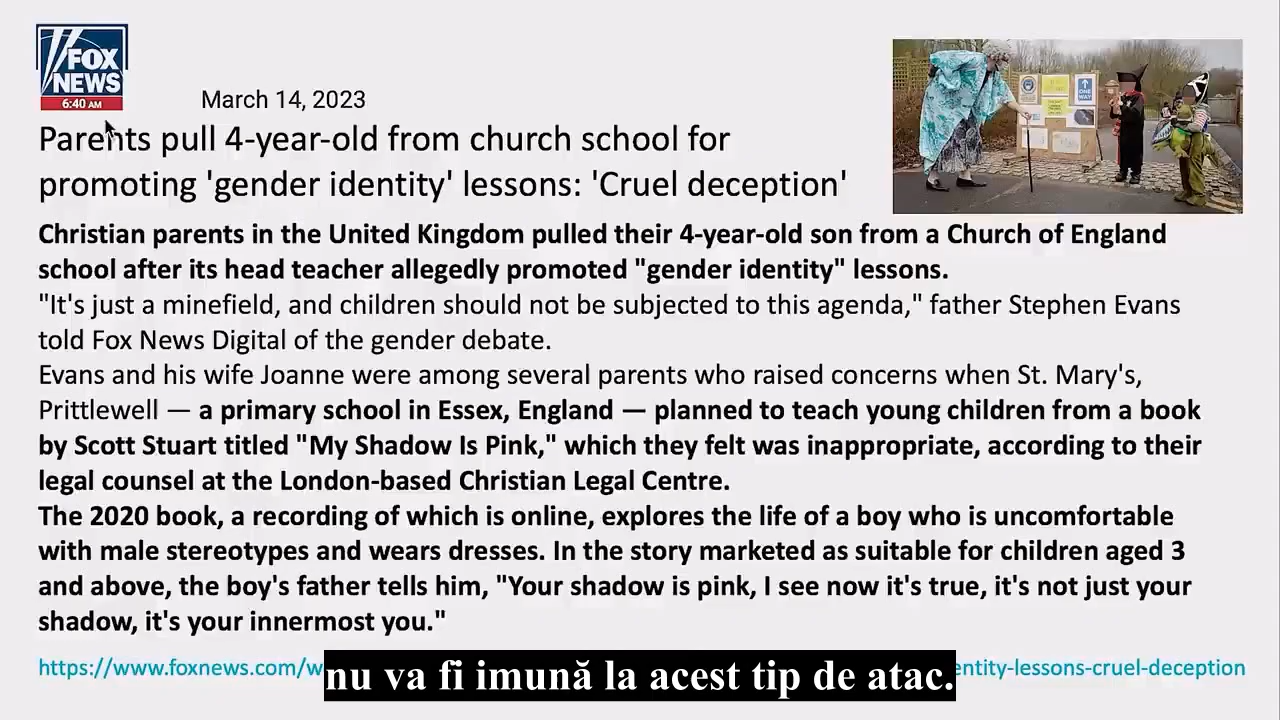 FOX
NEWS
6:40 AM
March 14, 2023
Parents pull 4-year-old from church school for
promoting 'gender identity' lessons: 'Cruel deception'
ONE
WAY
Christian parents in the United Kingdom pulled their 4-year-old son from a Church of England
school after its head teacher allegedly promoted "gender identity" lessons.
"It's just a minefield, and children should not be subjected to this agenda," father Stephen Evans
told Fox News Digital of the gender debate.
Evans and his wife Joanne were among several parents who raised concerns when St. Mary's,
Prittlewell — a primary school in Essex, England — planned to teach young children from a book
by Scott Stuart titled "My Shadow Is Pink," which they felt was inappropriate, according to their
legal counsel at the London-based Christian Legal Centre.
The 2020 book, a recording of which is online, explores the life of a boy who is uncomfortable
with male stereotypes and wears dresses. In the story marketed as suitable for children aged 3
and above, the boy's father tells him, "Your shadow is pink, I see now it's true, it's not just your
shadow, it's your innermost you."
https://www.foxnews.com/w entity-lessons-cruel-deception
nu va fi imună la acest tip de atac.